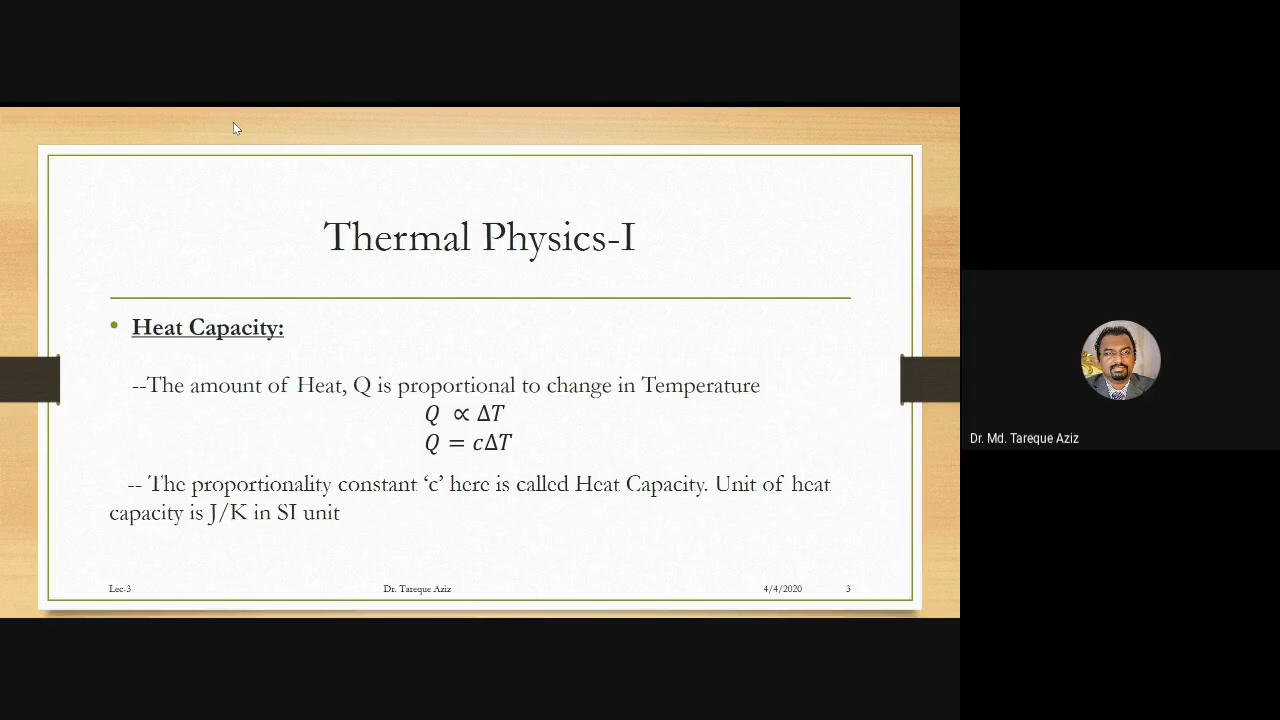 Thermal Physics-I
• Heat Capacity:
--The amount of Heat, Q is proportional to change in Temperature
Q ∝ ΔT
Q = cΔT
-- The proportionality constant ‘c’ here is called Heat Capacity. Unit of heat
capacity is J/K in SI unit
Lec-3 Dr. Tareque Aziz 4/4/2020 3
Dr. Md. Tareque Aziz